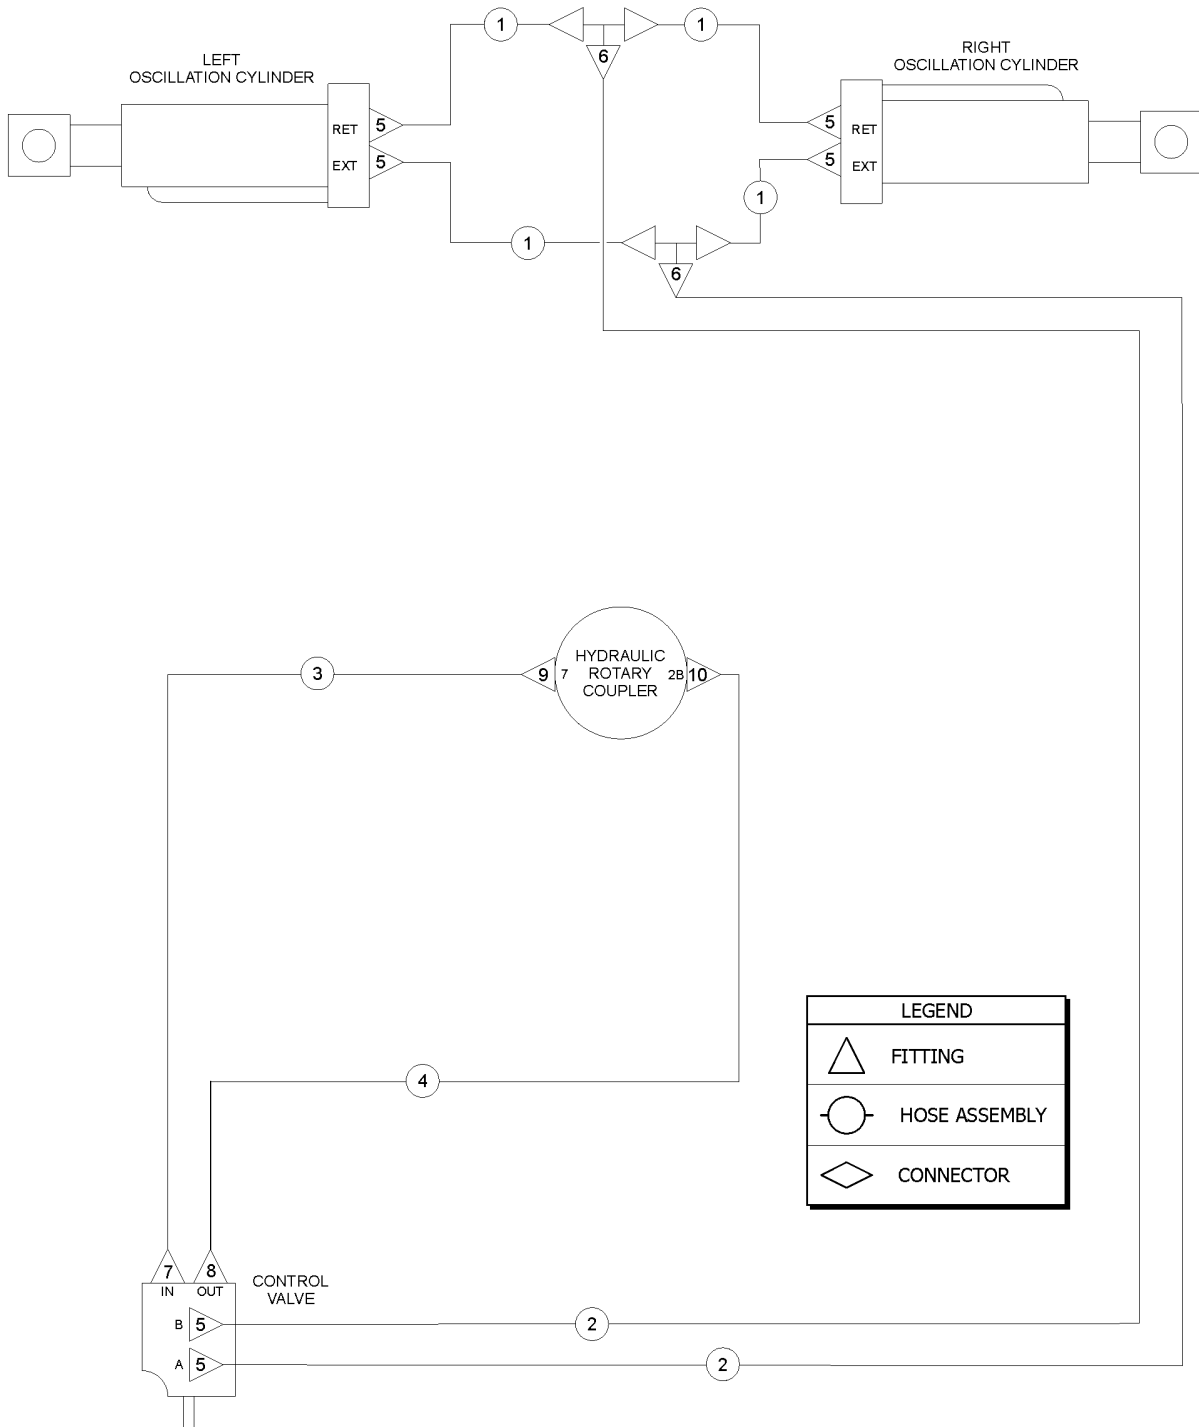 1
1
6
LEFT
OSCILLATION CYLINDER
RIGHT
OSCILLATION CYLINDER
RET
5
EXT
5
5
RET
5
EXT
1
1
6
3
9
7
HYDRAULIC
ROTARY
COUPLER
2B
10
4
LEGEND
FITTING
HOSE ASSEMBLY
CONNECTOR
7
8
IN
OUT
CONTROL
VALVE
B
5
2
A
5
2